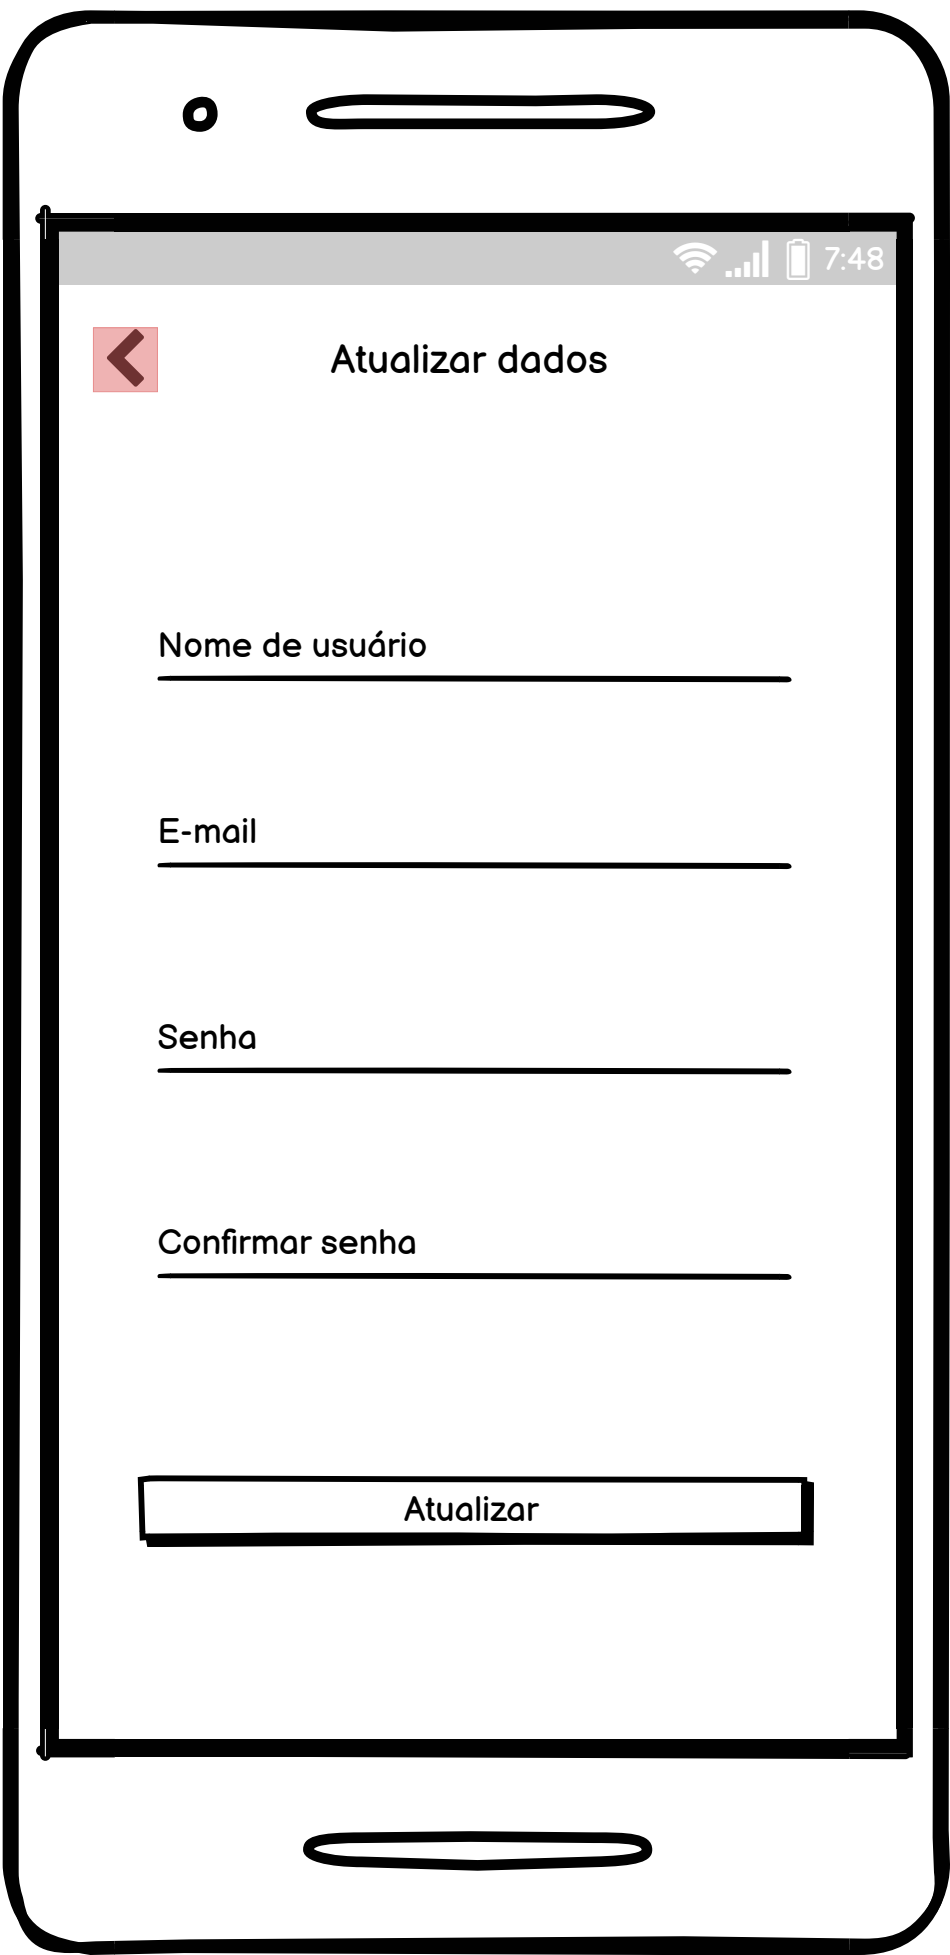 7:48
Atualizar dados
Nome de usuário
E-mail
Senha
Confirmar senha
Atualizar